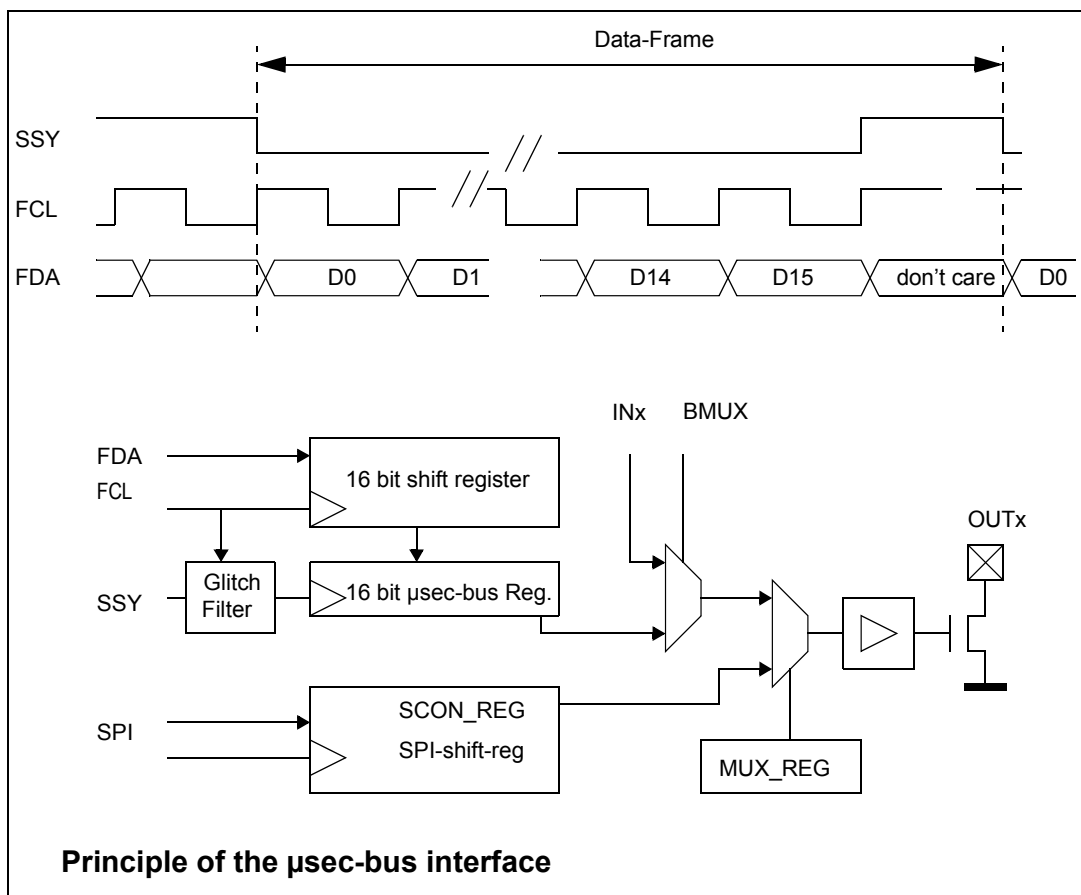 Data-Frame
SSY
FCL
FDA
D0
D1
D14
D15
don't care
D0
INx
BMUX
FDA
FCL
16 bit shift register
OUTx
SSY
Glitch
Filter
16 bit µsec-bus Reg.
SPI
SCON_REG
SPI-shift-reg
MUX_REG
Principle of the µsec-bus interface